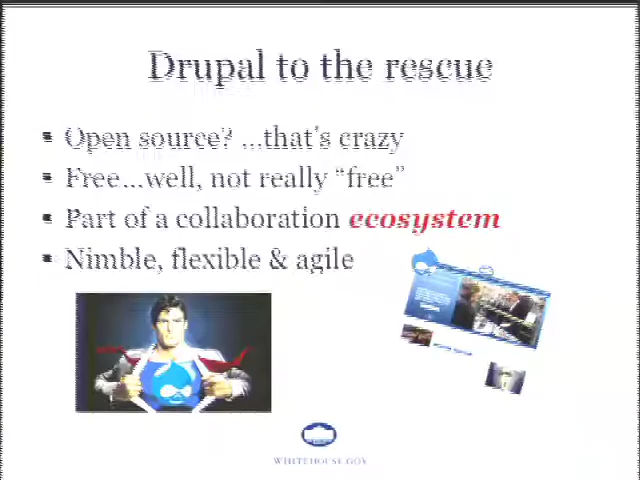 Drupal to the rescue
Open source? ...that's crazy
Free...well, not really “free”
Part of a collaboration ecosystem
Nimble, flexible & agile
WHITEHOUSE.GOV